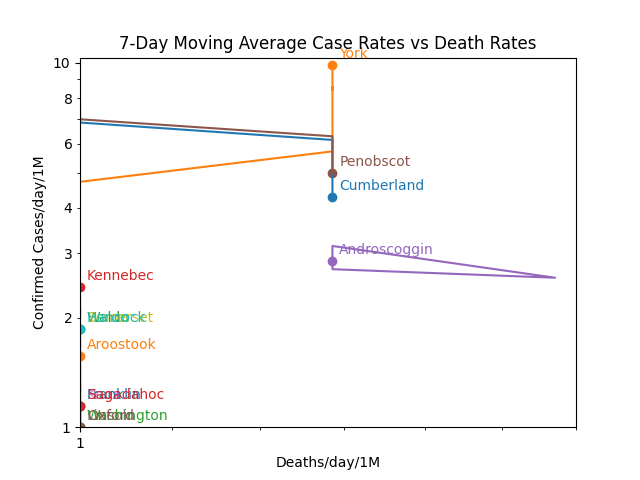 7-Day Moving Average Case Rates vs Death Rates
York
10
8
Penobscot
6
Cumberland
4
Androscoggin
3
Kennebec
2
Aroostook
Sagadahoc
1
1
Deaths/day/1M
Confirmed Cases/day/1M